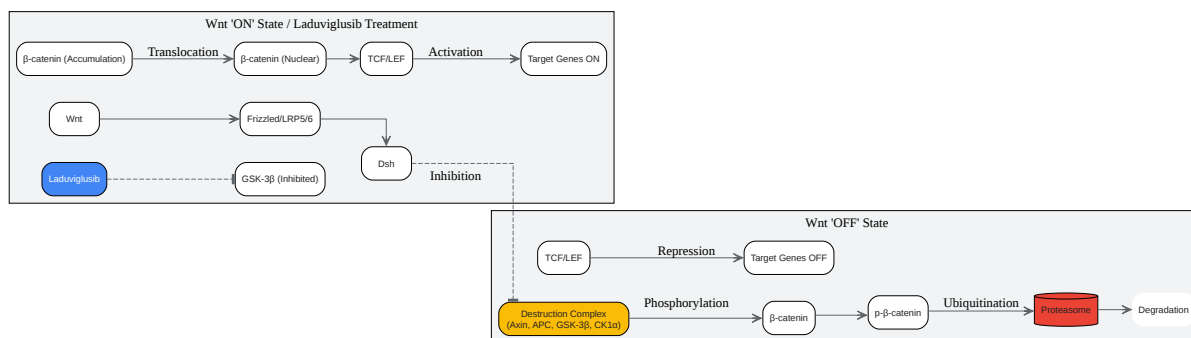 Wnt 'ON' State / Laduviglusib Treatment
β-catenin (Accumulation)
Translocation
β-catenin (Nuclear)
TCF/LEF
Activation
Target Genes ON
Wnt
Frizzled/LRP5/6
Dsh
Laduviglusib
GSK-3β (Inhibited)
Inhibition
Wnt 'OFF' State
TCF/LEF
Repression
Target Genes OFF
Destruction Complex
(Axin, APC, GSK-3β, CK1α)
Phosphorylation
β-catenin
p-β-catenin
Ubiquitination
Proteasome
Degradation